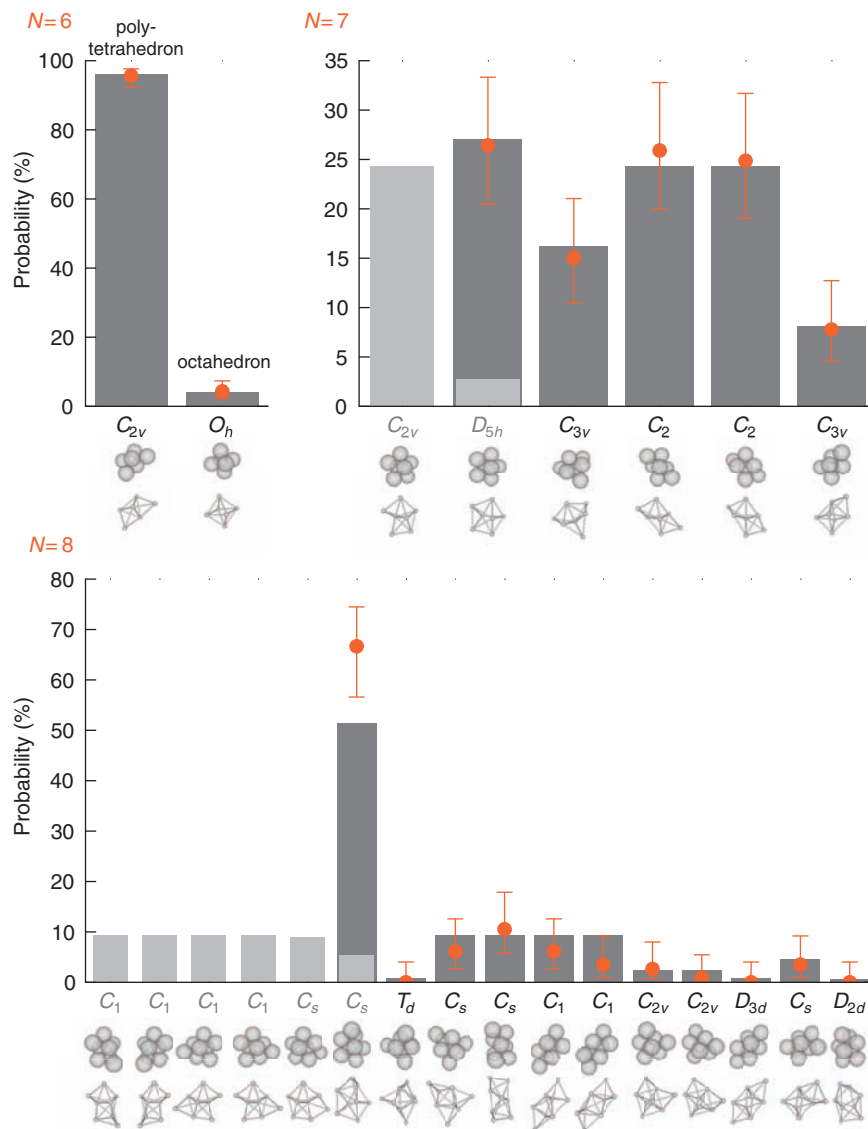 N=6
N=7
poly-
tetrahedron
octahedron
Probability (%)
100
80
60
40
20
0
C2v
Oh
35
30
25
20
15
10
5
0
C2v
D5h
C3v
C2
C2
C3v
N=8
Probability (%)
80
70
60
50
40
30
20
10
0
C1
C1
C1
C1
Cs
Cs
Td
Cs
Cs
C1
C1
C2v
C2v
D3d
Cs
D2d